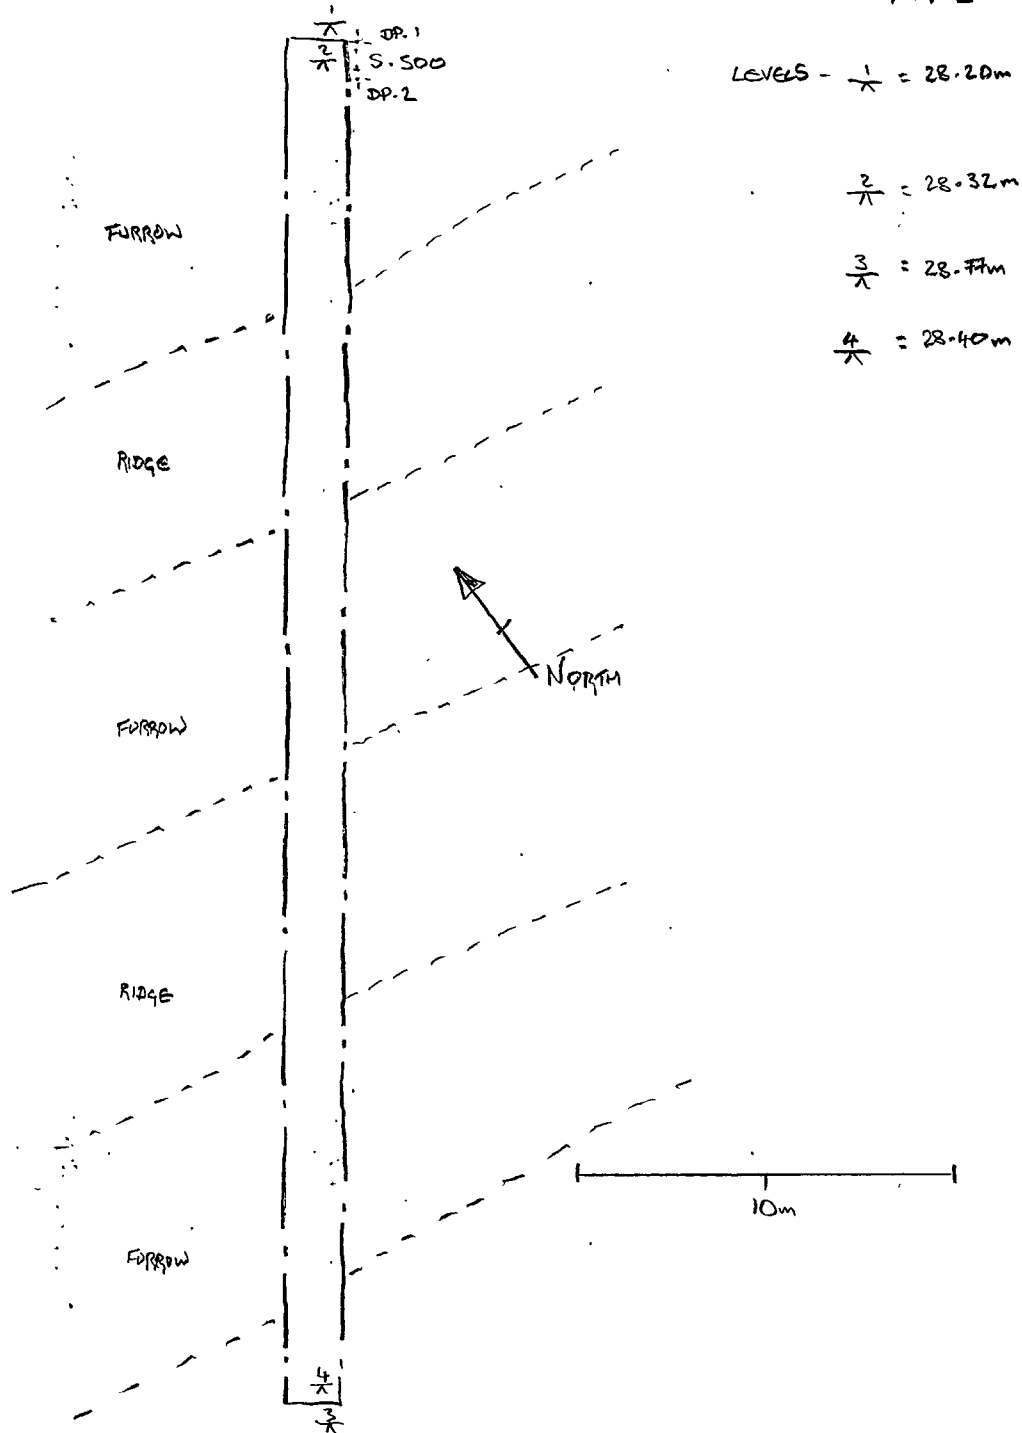 1
DP.1
2
S.500
DP.2
LEVELS - 1 = 28.20m
2 = 28.32m
3 = 28.77m
4 = 28.40m
FURROW
RIDGE
NORTH
FURROW
RIDGE
10m
FURROW
4
3